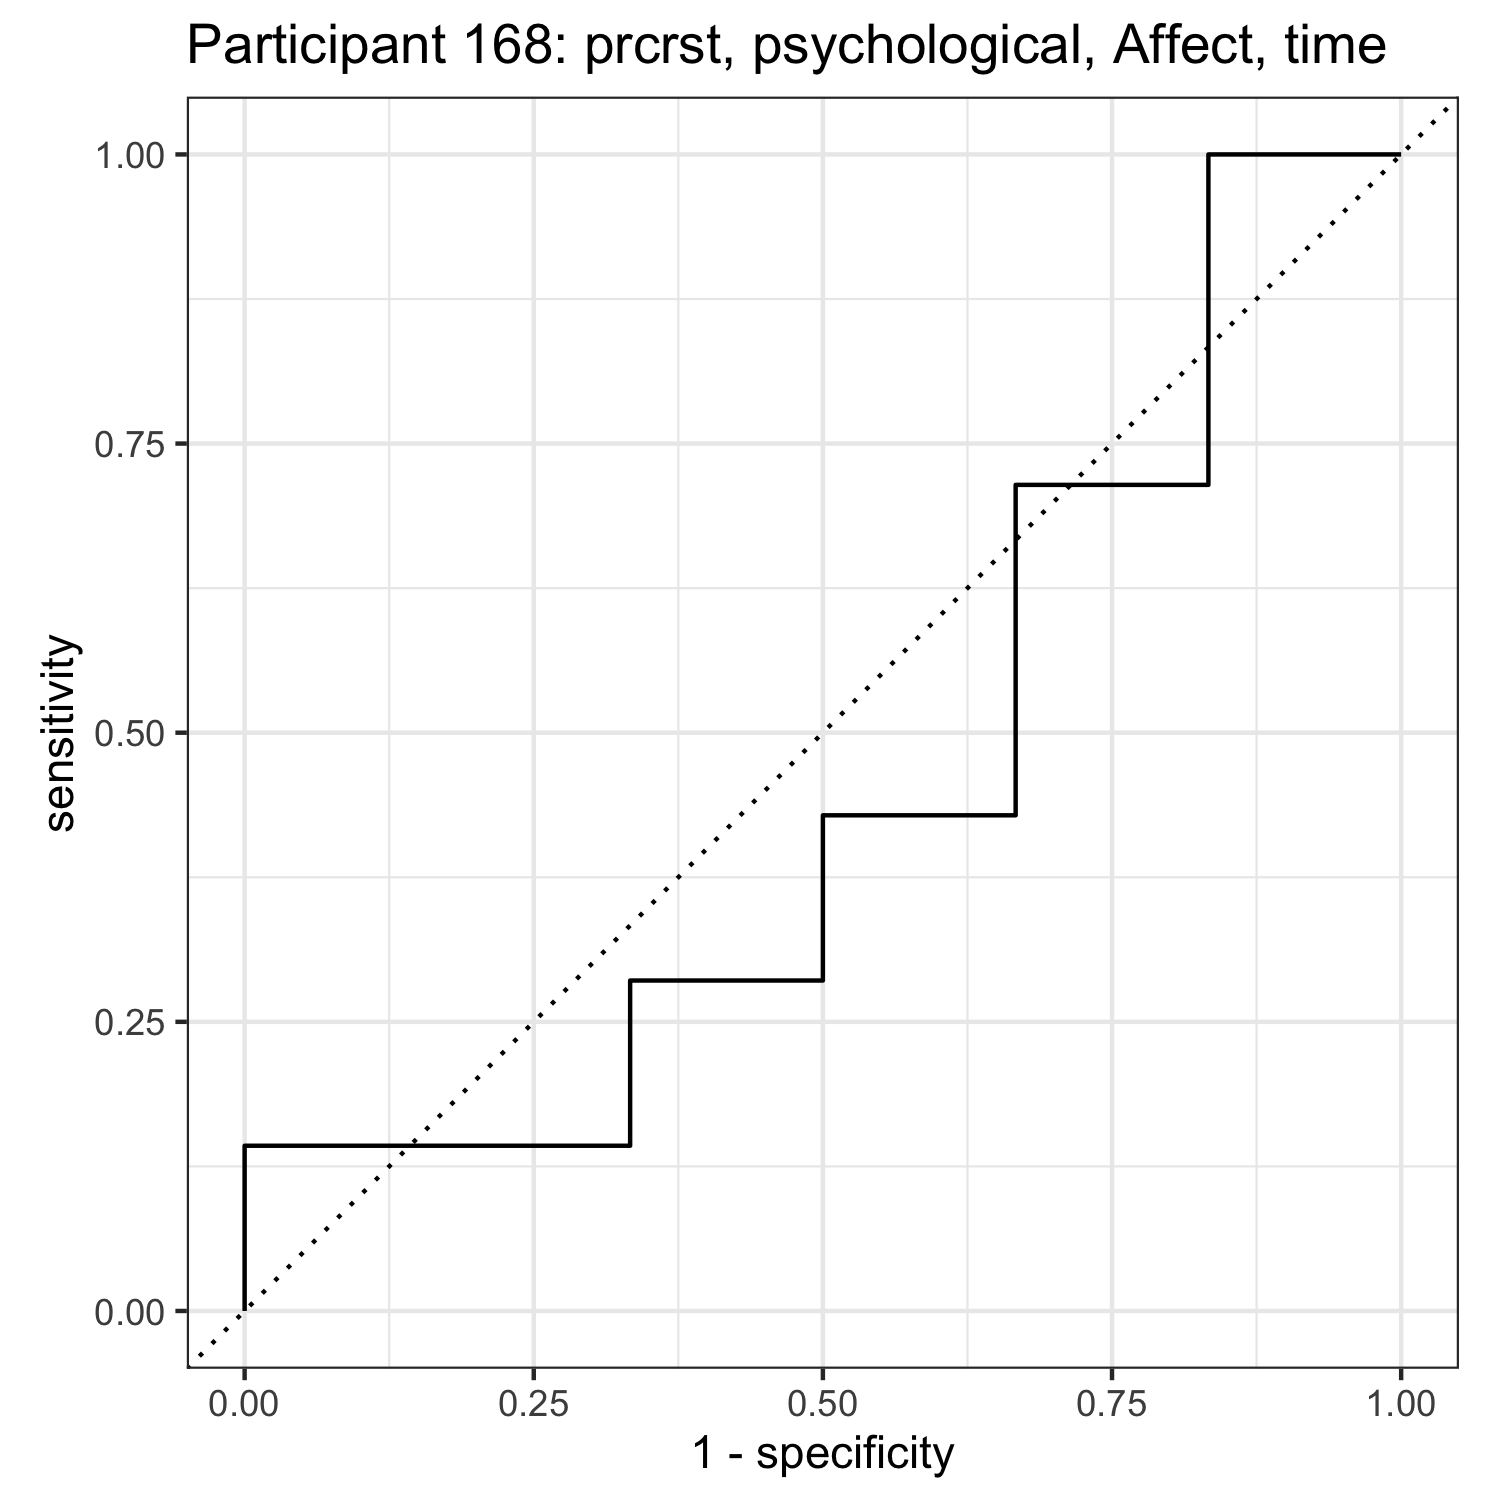 Participant 168: prcrst, psychological, Affect, time
1.00
0.75
0.50
0.25
0.00
sensitivity
0.00 0.25 0.50 0.75 1.00
1 - specificity